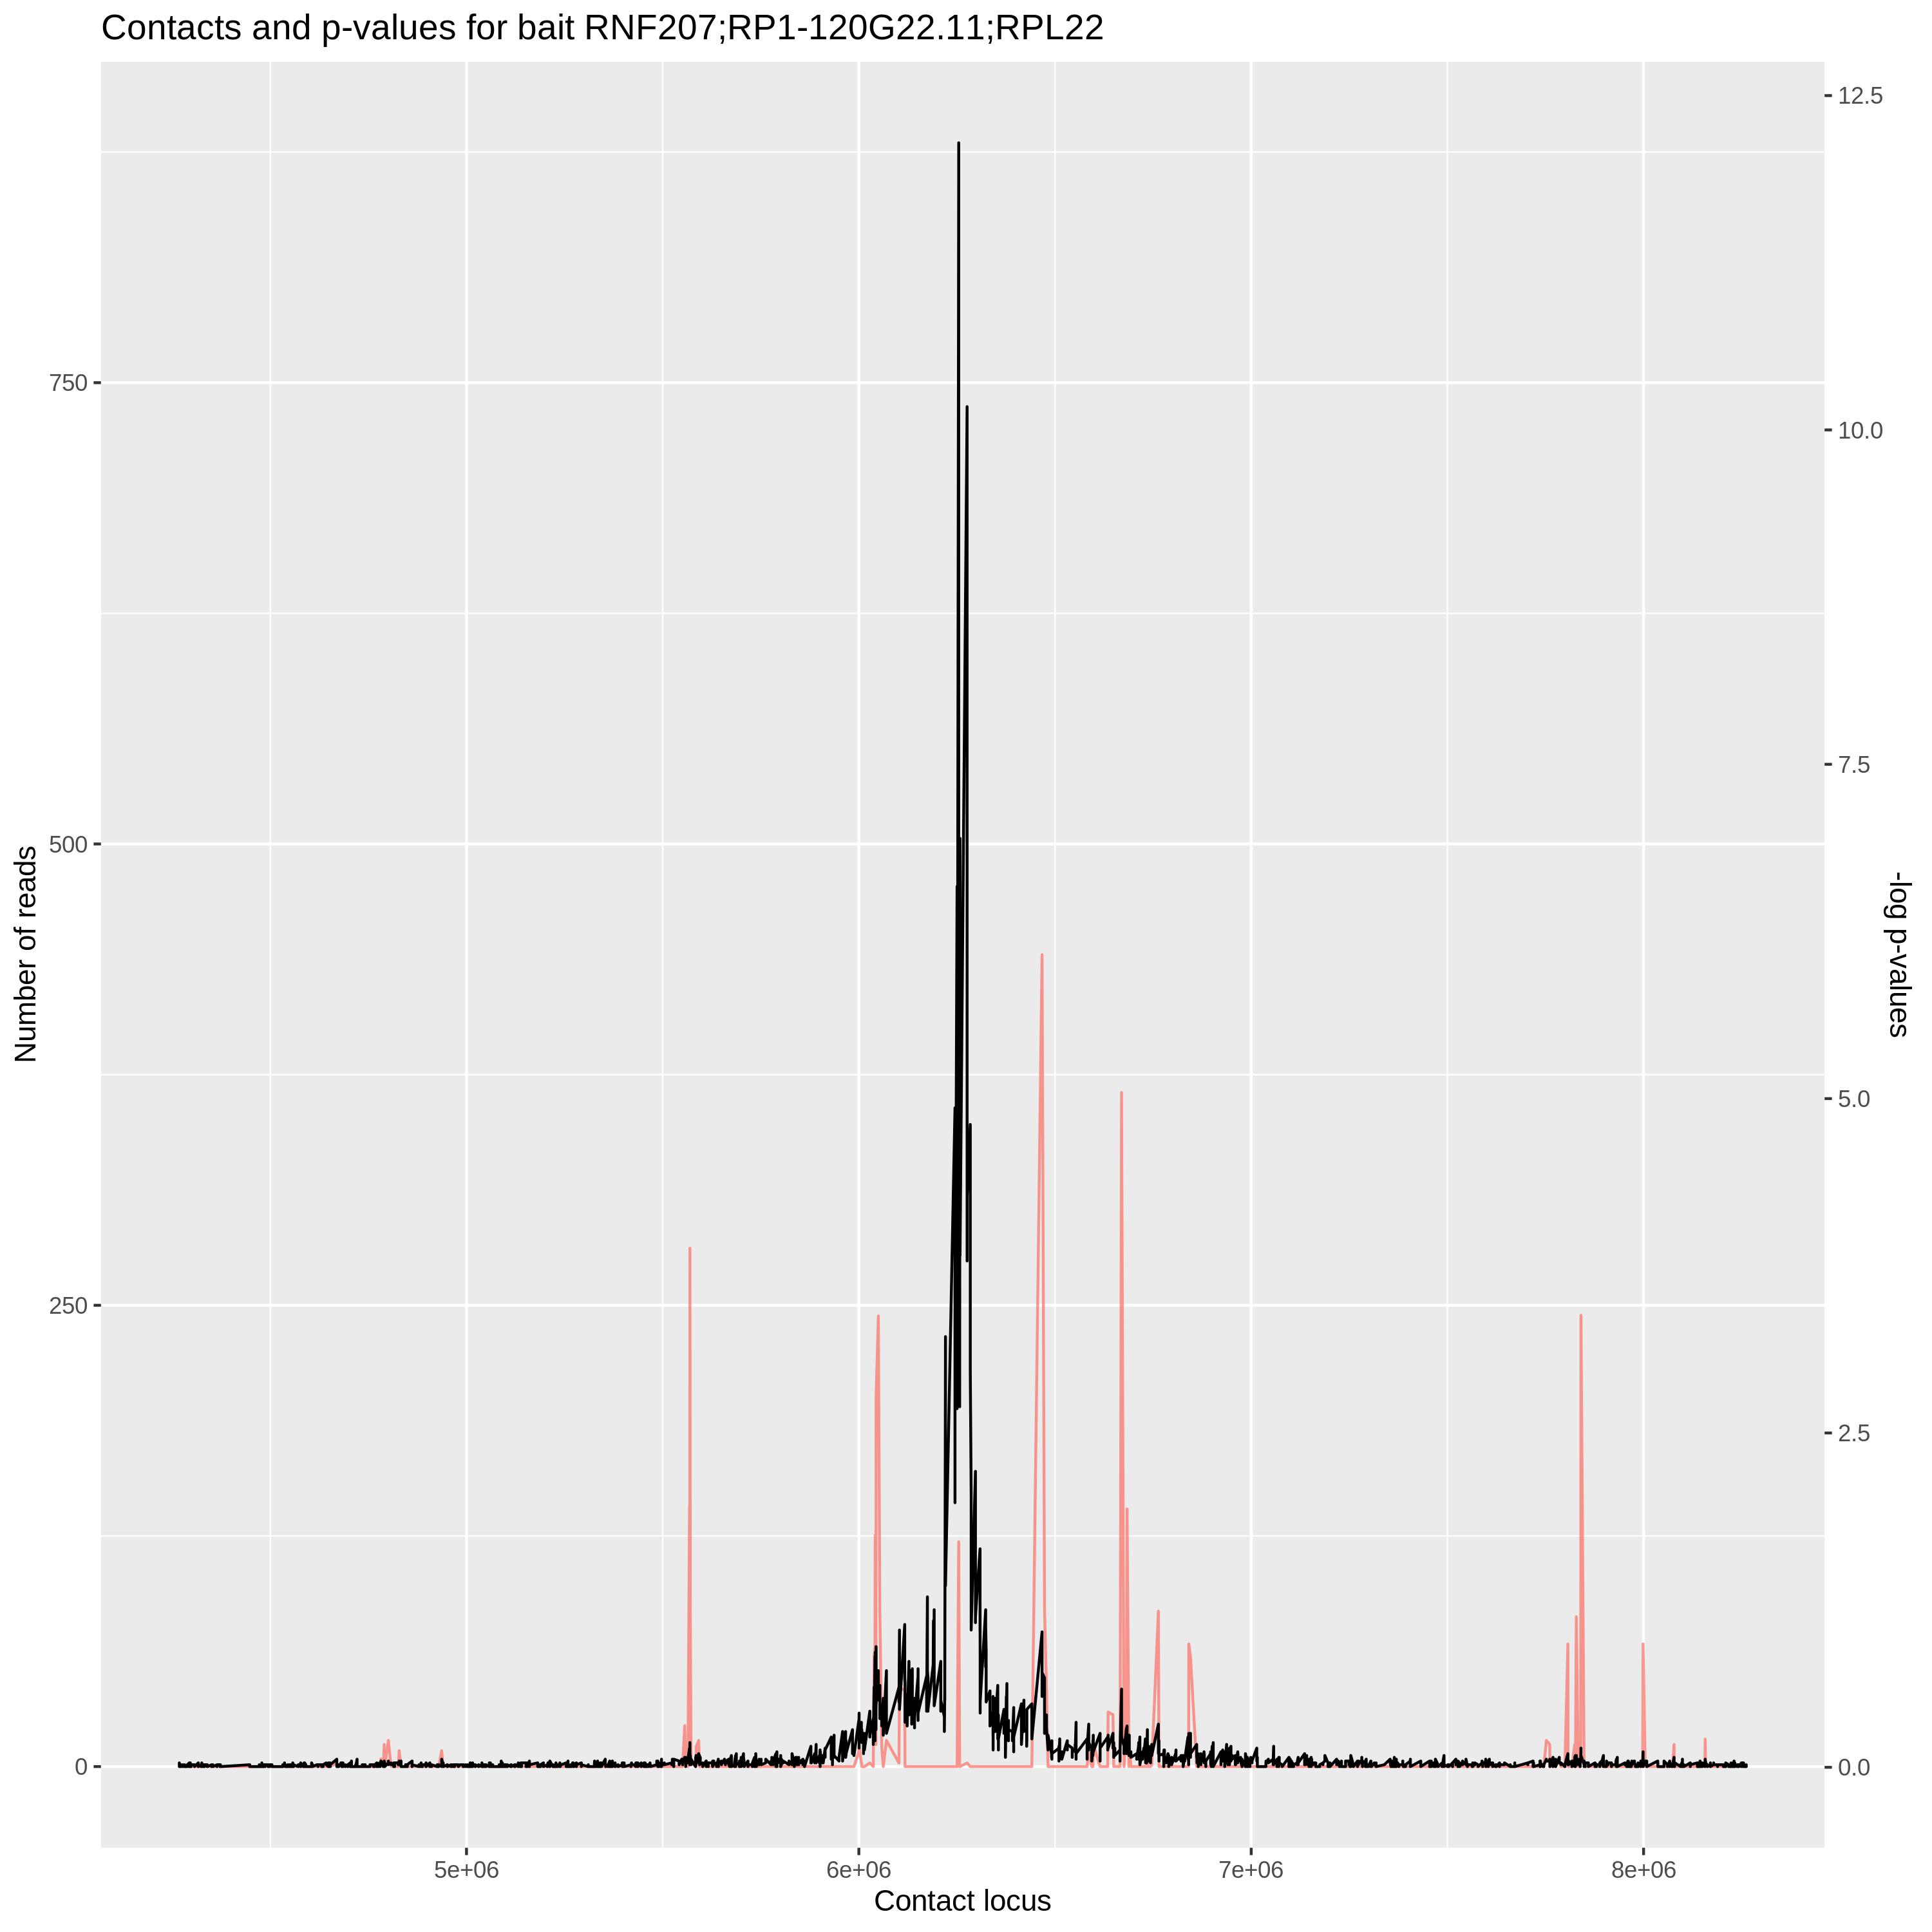 Contacts and p-values for bait RNF207;RP1-120G22.11;RPL22
12.5
10.0
7.5
5.0
2.5
0.0
750
500
250
0
Number of reads
-log p-values
5e+06
6e+06
7e+06
8e+06
Contact locus